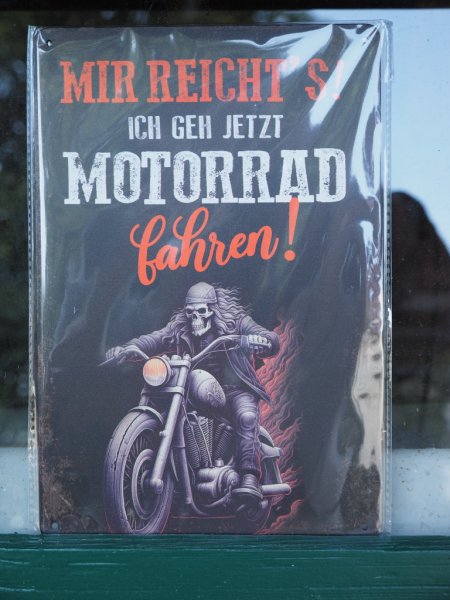 MIR REICHT'S!
ICH GEH JETZT
MOTORRAD
fahren!